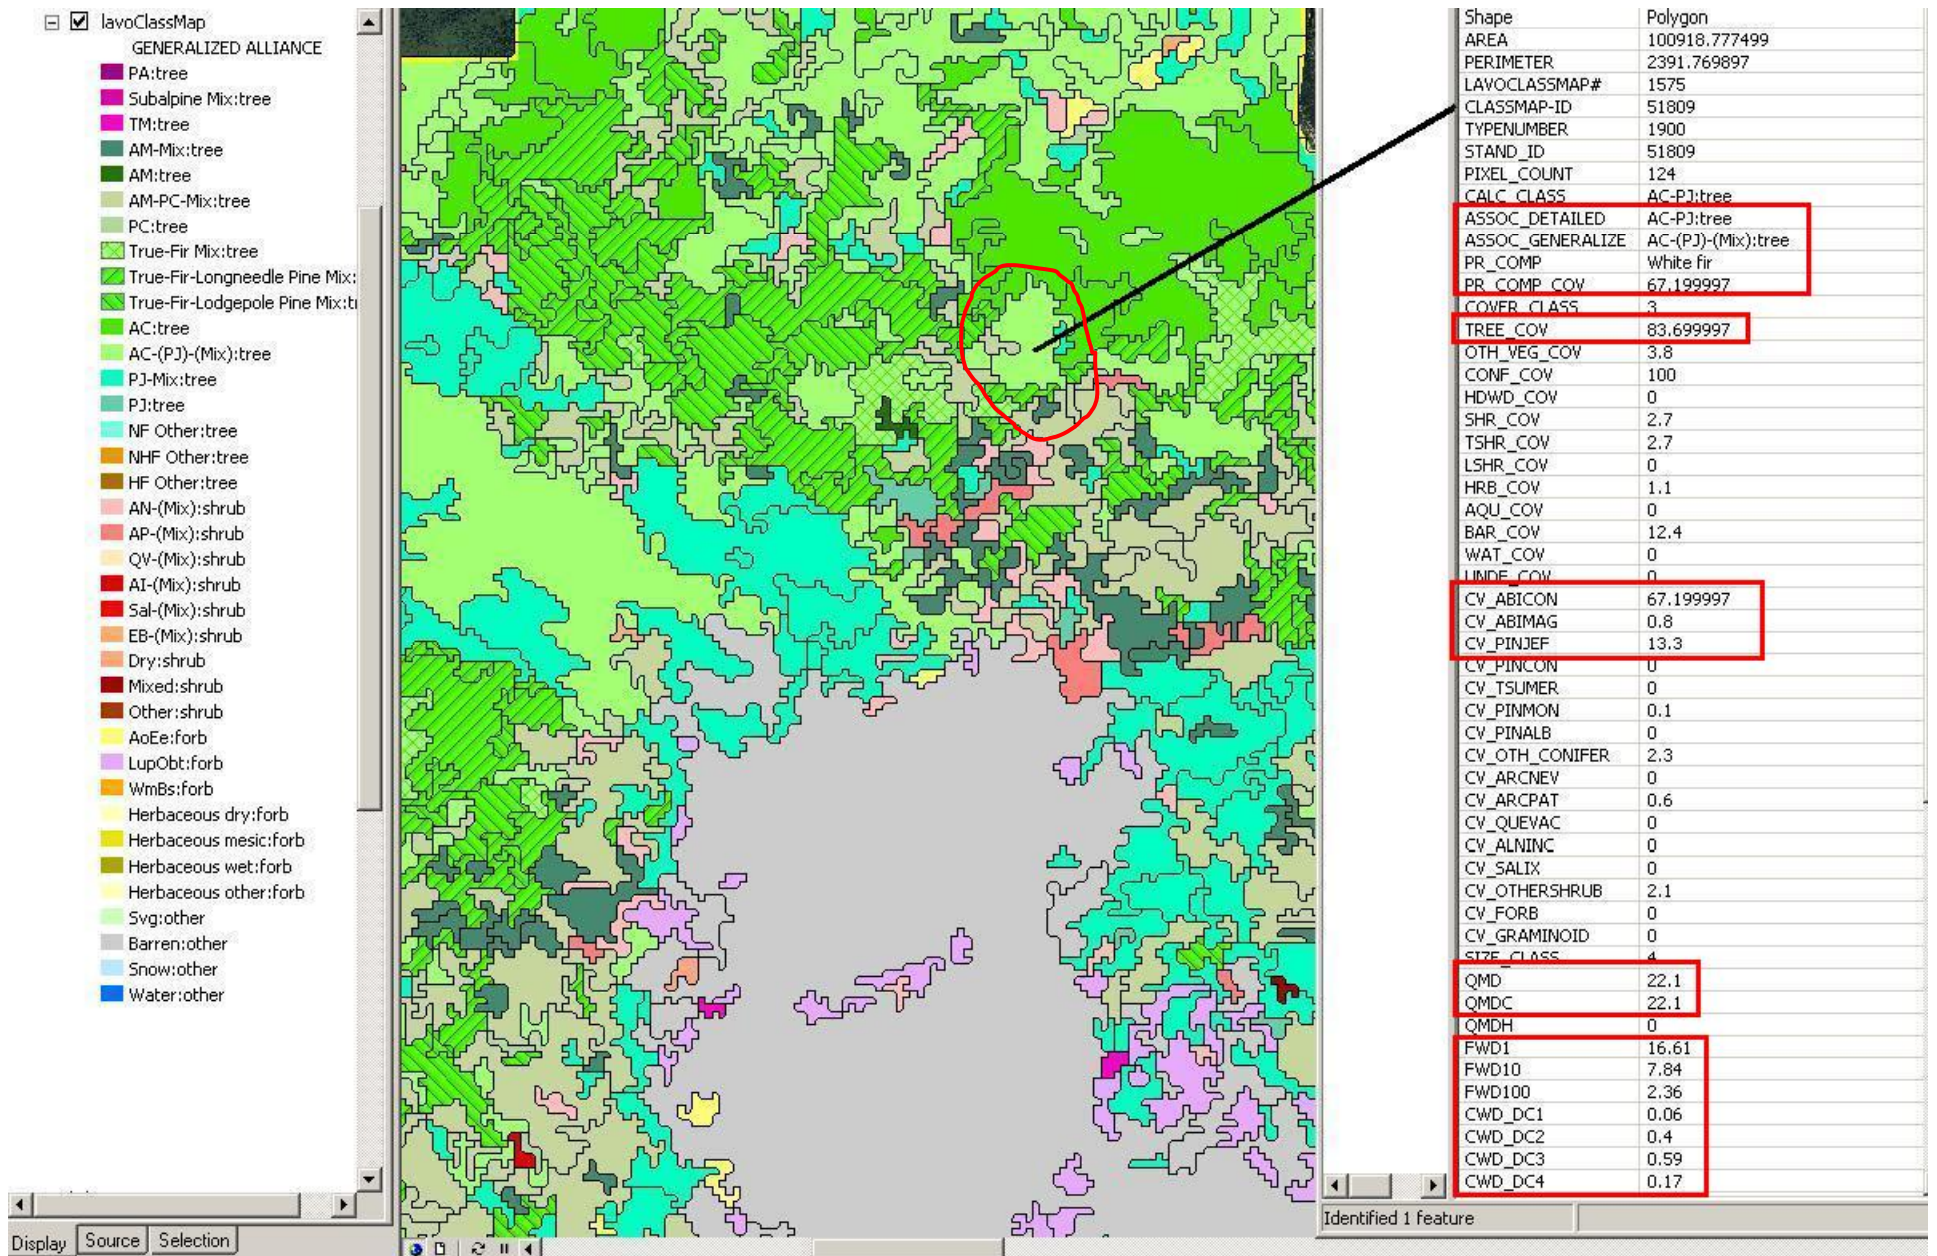 lavoClassMap
GENERALIZED ALLIANCE
PA:tree
Subalpine Mix:tree
TM:tree
AM-Mix:tree
AM:tree
AM-PC-Mix:tree
PC:tree
True-Fir Mix:tree
True-Fir-Longneedle Pine Mix:
True-Fir-Lodgepole Pine Mix:t
AC:tree
AC-(PJ)-(Mix):tree
PJ-Mix:tree
PJ:tree
NF Other:tree
NHF Other:tree
HF Other:tree
AN-(Mix):shrub
AP-(Mix):shrub
QV-(Mix):shrub
AI-(Mix):shrub
Sal-(Mix):shrub
EB-(Mix):shrub
Dry:shrub
Mixed:shrub
Other:shrub
AoEe:forb
LupObt:forb
WmBs:forb
Herbaceous dry:forb
Herbaceous mesic:forb
Herbaceous wet:forb
Herbaceous other:forb
Svg:other
Barren:other
Snow:other
Water:other
Display Source Selection
Shape Polygon
AREA 100918.777499
PERIMETER 2391.769897
LAVOCLASSMAP# 1575
CLASSMAP-ID 51809
TYPENUMBER 1900
STAND_ID 51809
PIXEL_COUNT 124
CALC_CLASS AC-PJ:tree
ASSOC_DETAILED AC-PJ:tree
ASSOC_GENERALIZE AC-(PJ)-(Mix):tree
PR_COMP White fir
PR_COMP_COV 67.199997
COVER_CLASS 3
TREE_COV 83.699997
OTH_VEG_COV 3.8
CONF_COV 100
HDWD_COV 0
SHR_COV 2.7
TSHR_COV 2.7
LSHR_COV 0
HRB_COV 1.1
AQU_COV 0
BAR_COV 12.4
WAT_COV 0
UNDF_COV 0
CV_ABICON 67.199997
CV_ABIMAG 0.8
CV_PINJEF 13.3
CV_PINCON 0
CV_TSUMER 0
CV_PINMON 0.1
CV_PINALB 0
CV_OTH_CONIFER 2.3
CV_ARCNEV 0
CV_ARCPAT 0.6
CV_QUEVAC 0
CV_ALNINC 0
CV_SALIX 0
CV_OTHERSHRUB 2.1
CV_FORB 0
CV_GRAMINOID 0
SIZE_CLASS 4
QMD 22.1
QMDC 22.1
QMDH 0
FWD1 16.61
FWD10 7.84
FWD100 2.36
CWD_DC1 0.06
CWD_DC2 0.4
CWD_DC3 0.59
CWD_DC4 0.17
Identified 1 feature